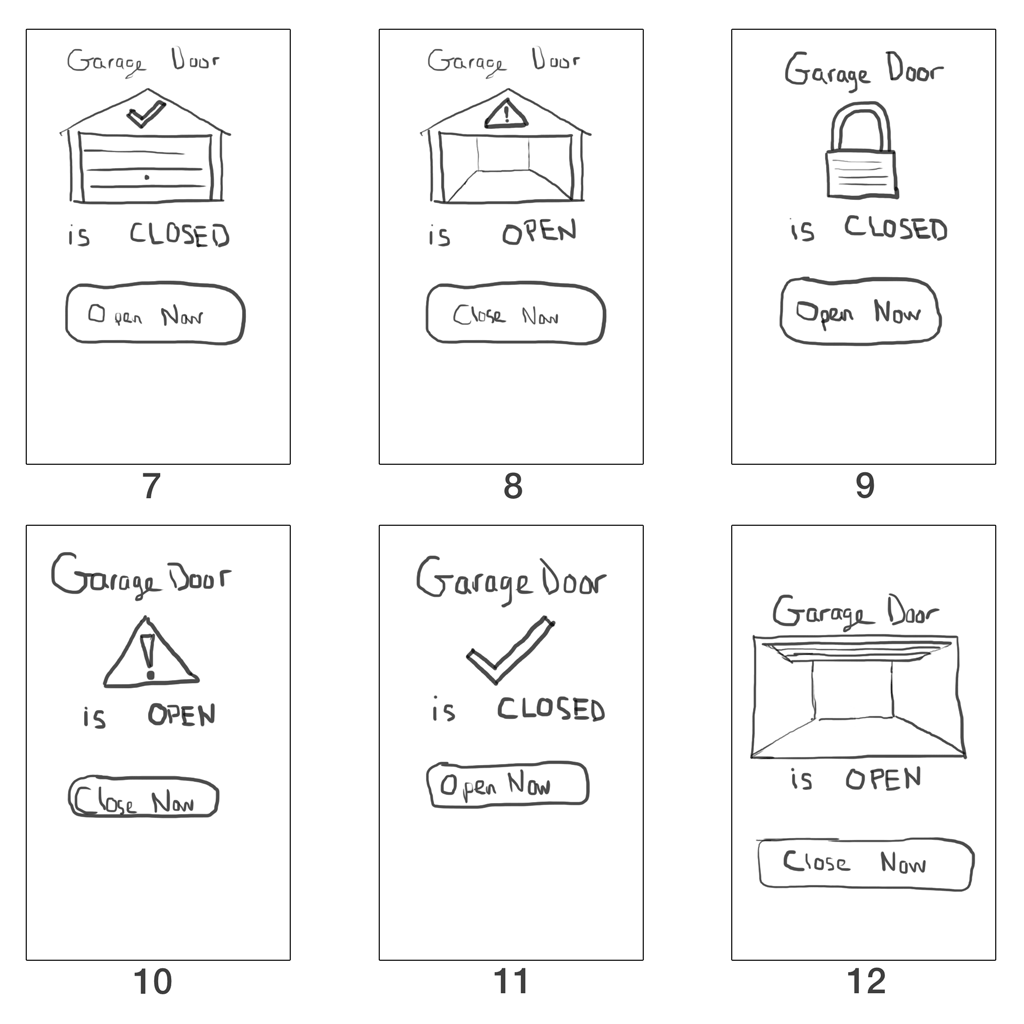 Garage Door
is CLOSED
Open Now
7
Garage Door
!
is OPEN
Close Now
8
Garage Door
is CLOSED
Open Now
9
Garage Door
!
is OPEN
Close Now
10
Garage Door
is CLOSED
Open Now
11
Garage Door
is OPEN
Close Now
12